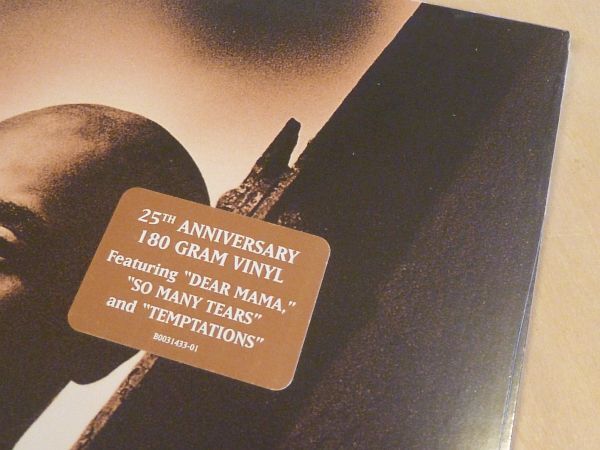 25TH ANNIVERSARY
180 GRAM VINYL
Featuring "DEAR MAMA,"
"SO MANY TEARS"
and "TEMPTATIONS"
B0031433-01